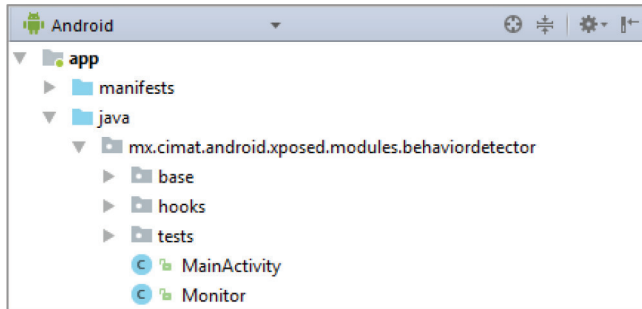 Android
app
manifests
java
mx.cimat.android.xposed.modules.behaviordetector
base
hooks
tests
C MainActivity
C Monitor